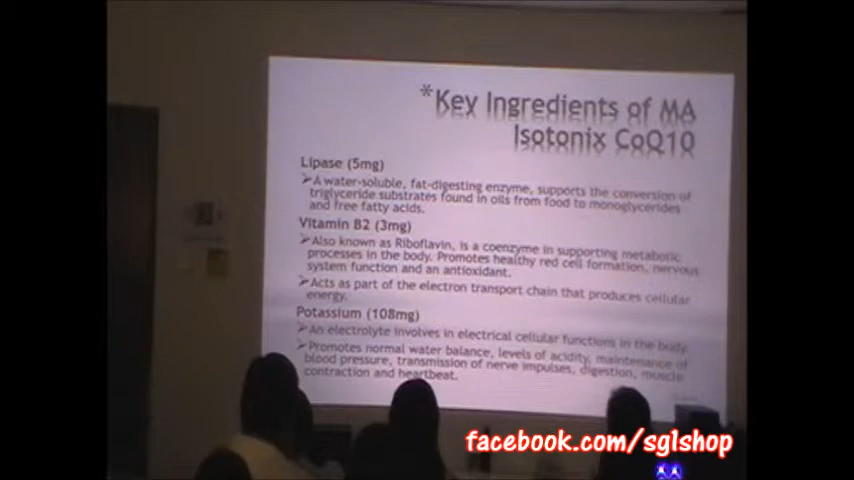 *Key Ingredients of MA
Isotonix CoQ10
Lipase (5mg)
➢A water-soluble, fat-digesting enzyme, supports the conversion of
triglyceride substrates found in oils from food to monoglycerides
and free fatty acids.
Vitamin B2 (3mg)
➢Also known as Riboflavin, is a coenzyme in supporting metabolic
processes in the body. Promotes healthy red cell formation, nervous
system function and an antioxidant.
➢Acts as part of the electron transport chain that produces cellular
energy.
Potassium (108mg)
➢An electrolyte involves in electrical cellular functions in the body.
➢Promotes normal water balance, levels of acidity, maintenance of
blood pressure, transmission of nerve impulses, digestion, muscle
contraction and heartbeat.
facebook.com/sg1shop